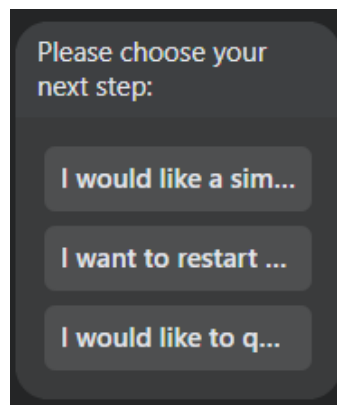 Please choose your
next step:
I would like a sim...
I want to restart ...
I would like to q...